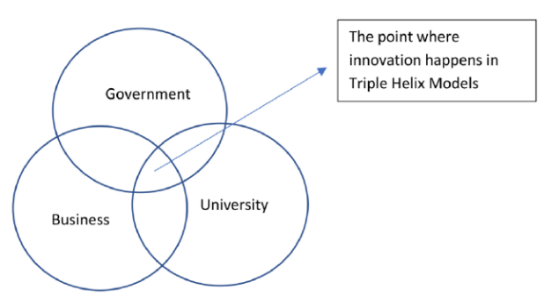 The point where
innovation happens in
Triple Helix Models
Government
Business
University